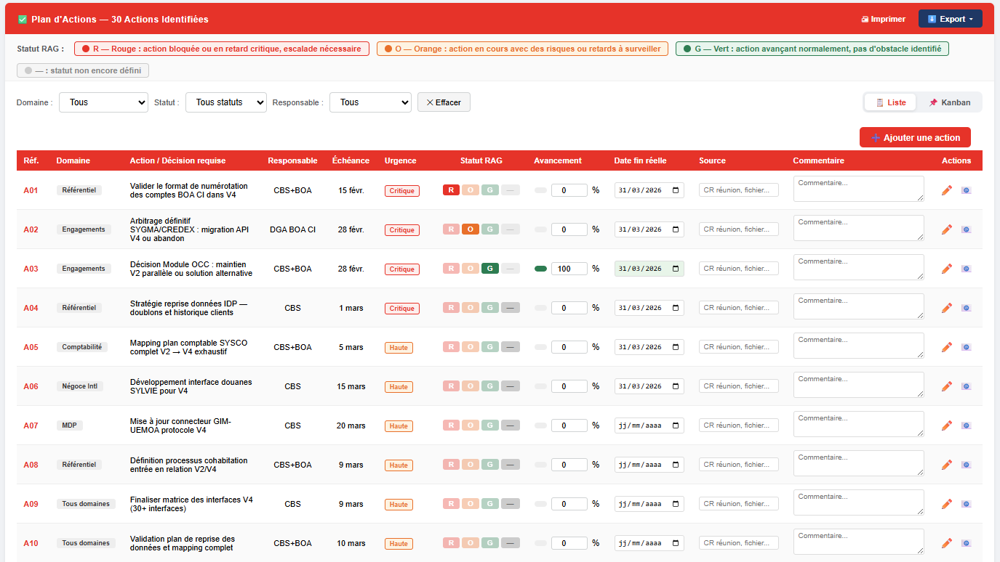 Plan d'Actions — 30 Actions Identifiées
Imprimer
Export
Statut RAG :
R — Rouge : action bloquée ou en retard critique, escalade nécessaire
O — Orange : action en cours avec des risques ou retards à surveiller
G — Vert : action avançant normalement, pas d'obstacle identifié
— : statut non encore défini
Domaine : Tous
Statut : Tous statuts
Responsable : Tous
Effacer
Liste
Kanban
Ajouter une action
Réf. Domaine Action / Décision requise Responsable Échéance Urgence Statut RAG Avancement Date fin réelle Source Commentaire Actions
A01 Référentiel
Valider le format de numérotation
des comptes BOA CI dans V4
CBS+BOA 15 févr. Critique R O G — 0 % 31/03/2026 CR réunion, fichier... Commentaire...
A02 Engagements
Arbitrage définitif
SYGMA/CREDEX : migration API
V4 ou abandon
DGA BOA CI 28 févr. Critique R O G — 0 % 31/03/2026 CR réunion, fichier... Commentaire...
A03 Engagements
Décision Module OCC : maintien
V2 parallèle ou solution alternative
CBS+BOA 28 févr. Critique R O G — 100 % 31/03/2026 CR réunion, fichier... Commentaire...
A04 Référentiel
Stratégie reprise données IDP —
doublons et historique clients
CBS 1 mars Critique R O G — 0 % 31/03/2026 CR réunion, fichier... Commentaire...
A05 Comptabilité
Mapping plan comptable SYSCO
complet V2 → V4 exhaustif
CBS+BOA 5 mars Haute R O G — 0 % 31/03/2026 CR réunion, fichier... Commentaire...
A06 Négoce Intl
Développement interface douanes
SYLVIE pour V4
CBS 15 mars Haute R O G — 0 % 31/03/2026 CR réunion, fichier... Commentaire...
A07 MDP
Mise à jour connecteur GIM-
UEMOA protocole V4
CBS 20 mars Haute R O G — 0 % jj/mm/aaaa CR réunion, fichier... Commentaire...
A08 Référentiel
Définition processus cohabitation
entrée en relation V2/V4
CBS+BOA 9 mars Haute R O G — 0 % jj/mm/aaaa CR réunion, fichier... Commentaire...
A09 Tous domaines
Finaliser matrice des interfaces V4
(30+ interfaces)
CBS 9 mars Haute R O G — 0 % jj/mm/aaaa CR réunion, fichier... Commentaire...
A10 Tous domaines
Validation plan de reprise des
données et mapping complet
CBS+BOA 10 mars Haute R O G — 0 % jj/mm/aaaa CR réunion, fichier... Commentaire...